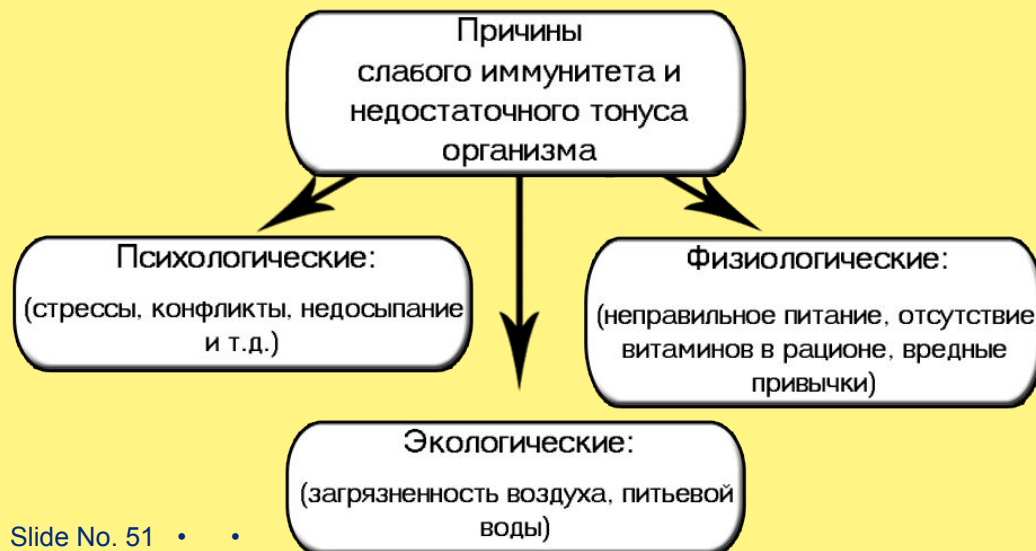 Причины
слабого иммунитета и
недостаточного тонуса
организма
Психологические:
(стрессы, конфликты, недосыпание
и т.д.)
Физиологические:
(неправильное питание, отсутствие
витаминов в рационе, вредные
привычки)
Экологические:
(загрязненность воздуха, питьевой
воды)
Slide No. 51 • •